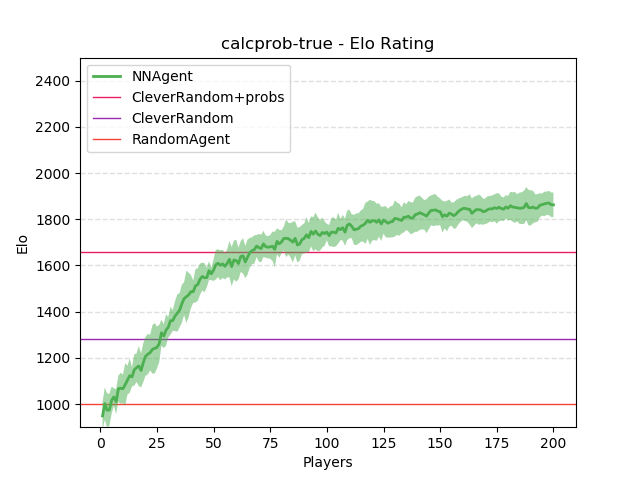 calcprob-true - Elo Rating
NNAgent
CleverRandom+probs
CleverRandom
RandomAgent
2400
2200
2000
1800
1600
1400
1200
1000
Elo
0 25 50 75 100 125 150 175 200
Players